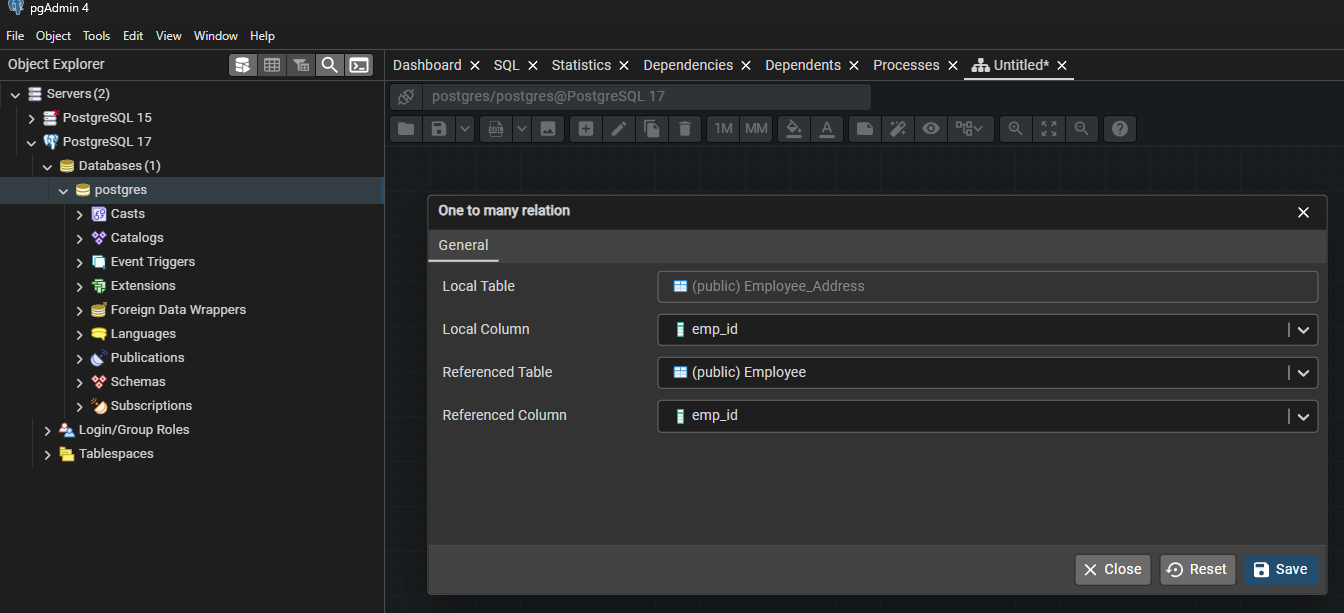 pgAdmin 4
File Object Tools Edit View Window Help
Object Explorer
Dashboard SQL Statistics Dependencies Dependents Processes Untitled*
Servers (2)
PostgreSQL 15
PostgreSQL 17
Databases (1)
postgres
Casts
Catalogs
Event Triggers
Extensions
Foreign Data Wrappers
Languages
Publications
Schemas
Subscriptions
Login/Group Roles
Tablespaces
postgres/postgres@PostgreSQL 17
SQL 1M MM A
One to many relation
General
Local Table (public) Employee_Address
Local Column emp_id
Referenced Table (public) Employee
Referenced Column emp_id
Close Reset Save